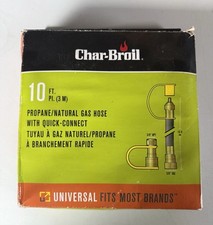 Char-Broil
10 FT.
PI. (3 M)
PROPANE/NATURAL GAS HOSE
WITH QUICK-CONNECT
TUYAU À GAZ NATUREL/PROPANE
À BRANCHEMENT RAPIDE
UNIVERSAL FITS MOST BRANDS™